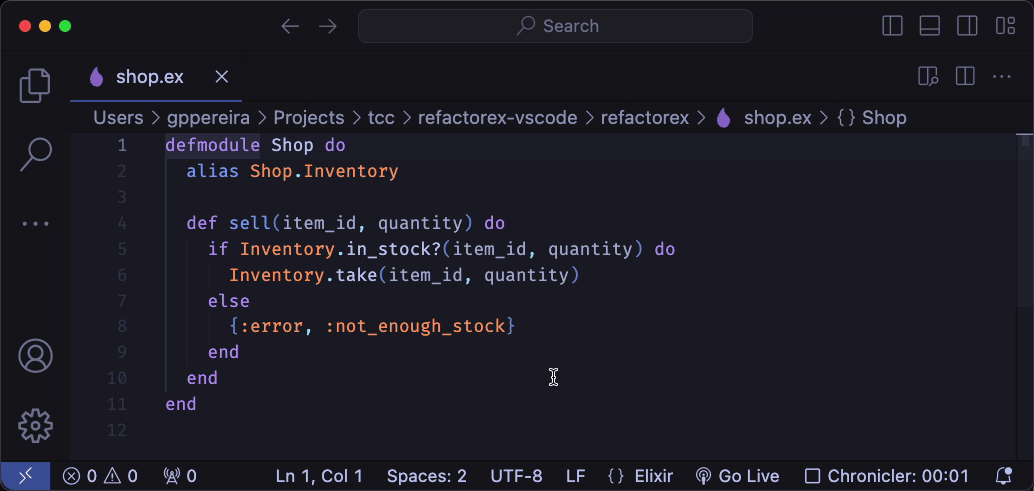 Search
shop.ex
Users > gppereira > Projects > tcc > refactorex-vscode > refactorex > shop.ex > {} Shop
1 defmodule Shop do
2 alias Shop.Inventory
3
4 def sell(item_id, quantity) do
5 if Inventory.in_stock?(item_id, quantity) do
6 Inventory.take(item_id, quantity)
7 else
8 {:error, :not_enough_stock}
9 end
10 end
11 end
12
0 0 0 Ln 1, Col 1 Spaces: 2 UTF-8 LF {} Elixir Go Live Chronicler: 00:01